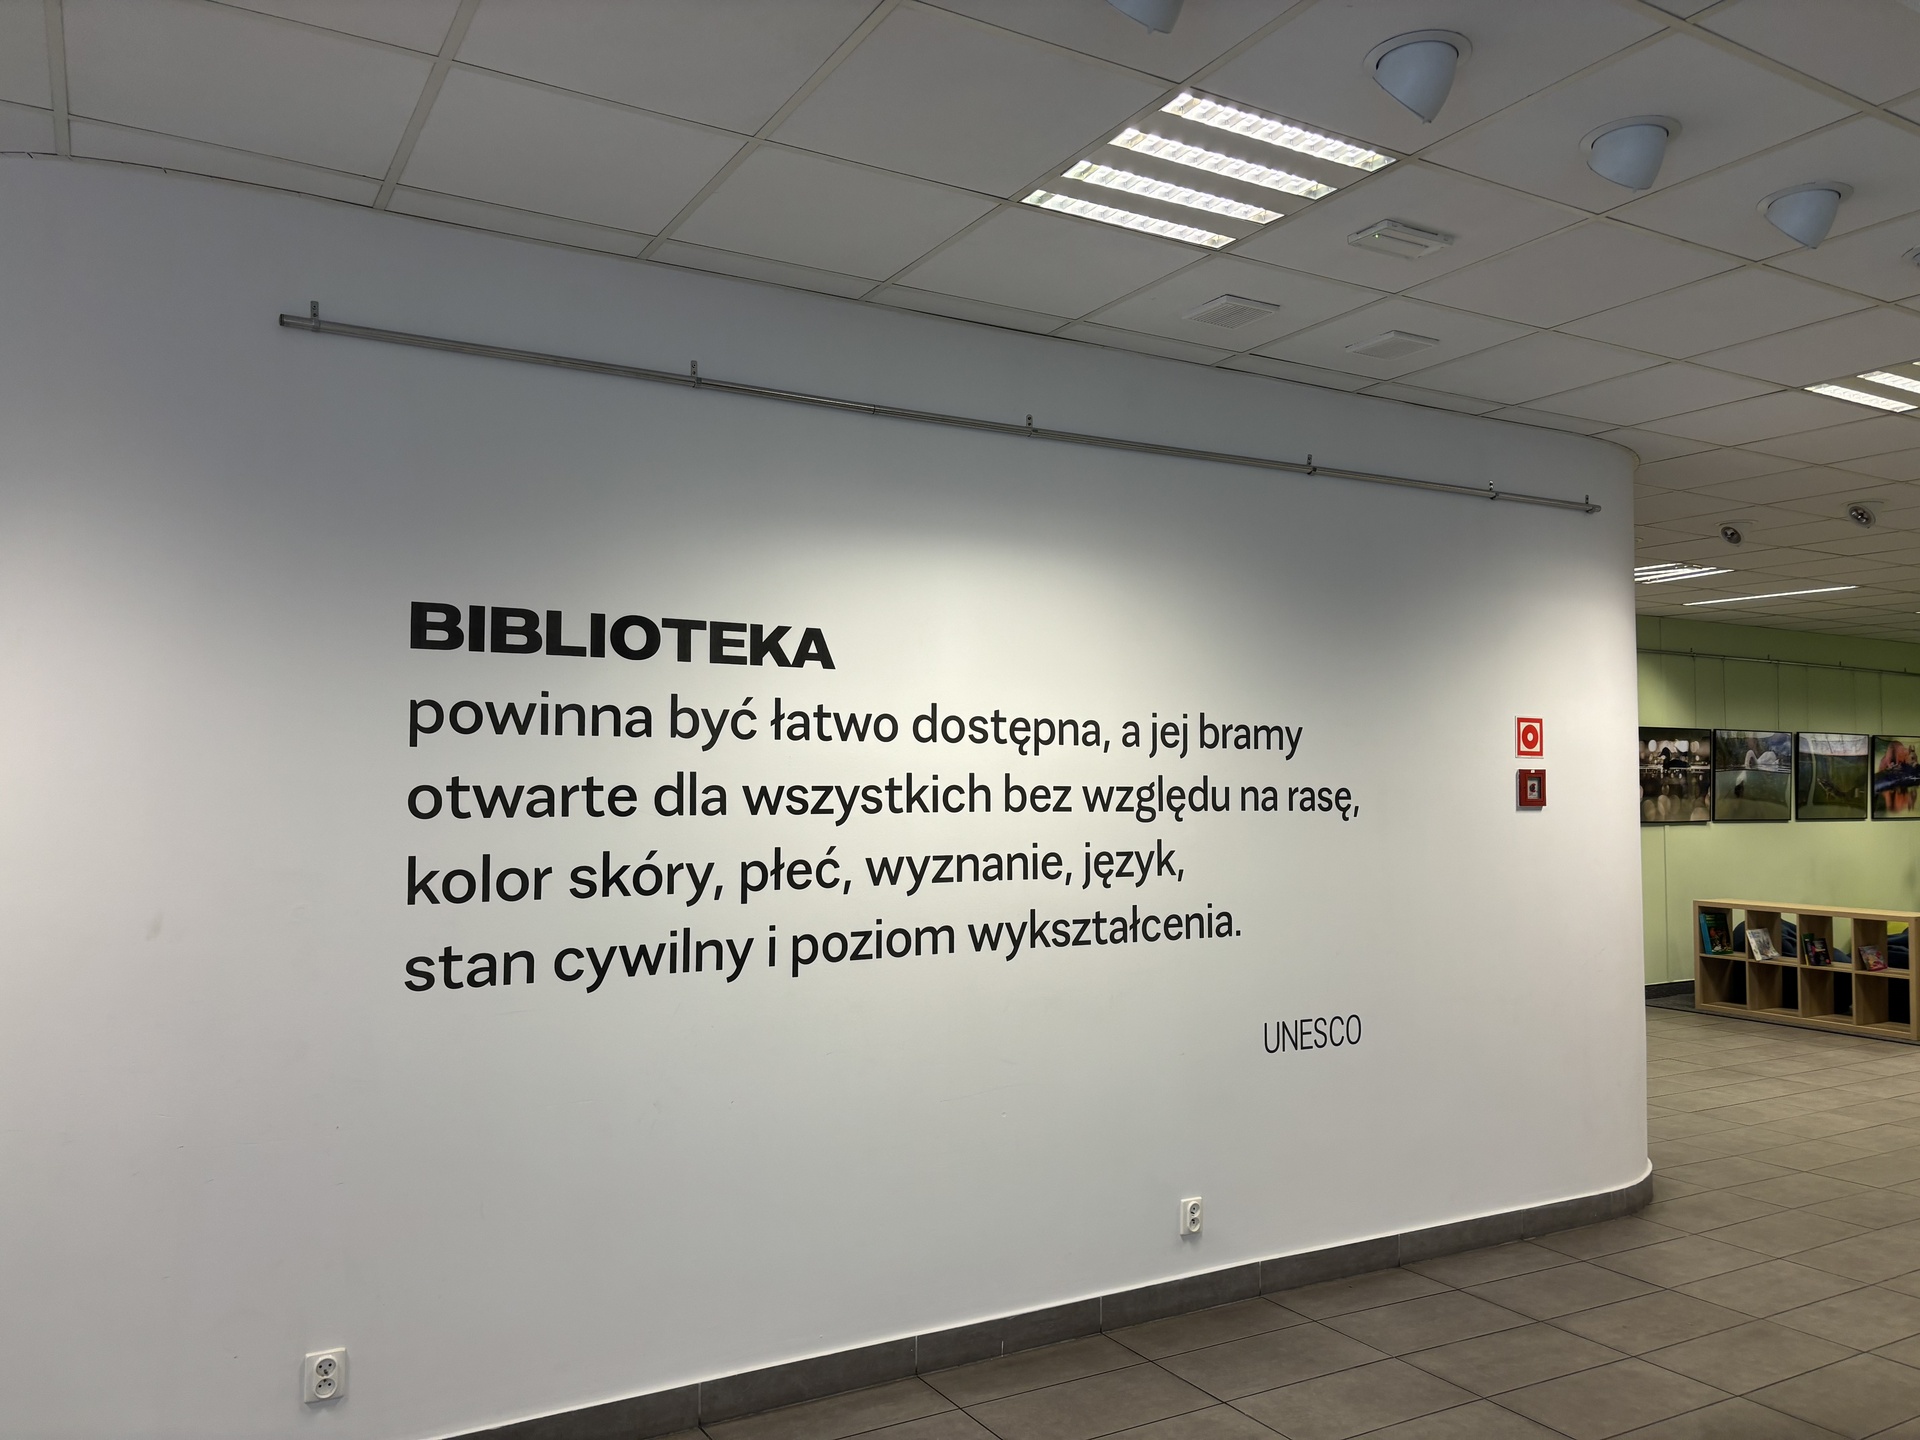 BIBLIOTEKA
powinna być łatwo dostępna, a jej bramy
otwarte dla wszystkich bez względu na rasę,
kolor skóry, płeć, wyznanie, język,
stan cywilny i poziom wykształcenia.
UNESCO